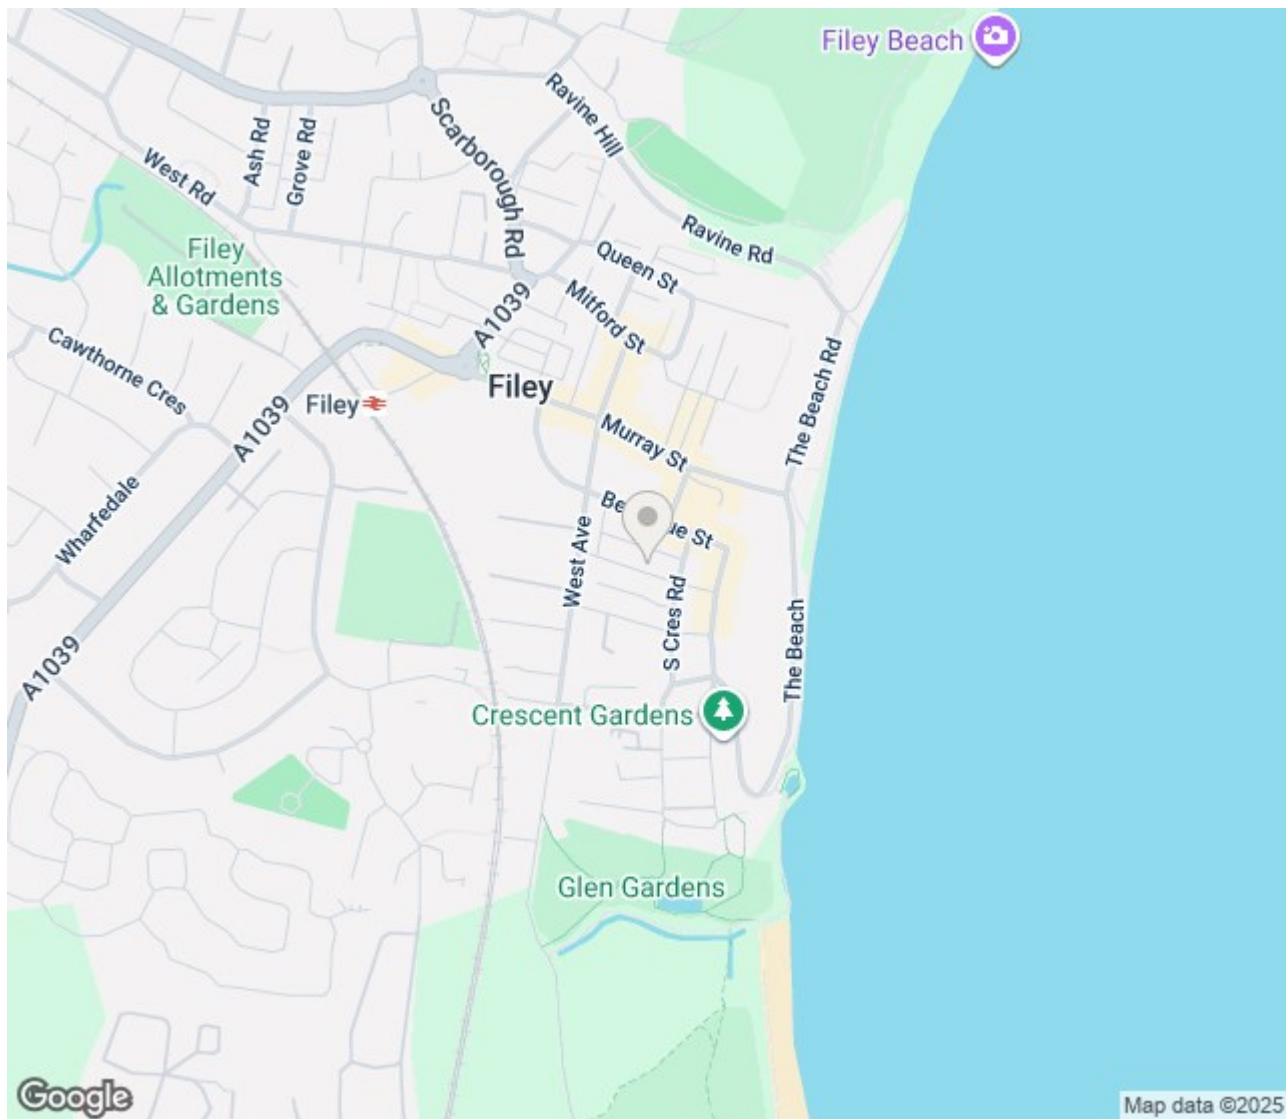 Filey Beach
Ravine Hill
Scarborough Rd
Ash Rd
Grove Rd
West Rd
Ravine Rd
Queen St
Filey
Allotments
& Gardens
Mitford St
A1039
Cawthorne Cres
Filey
Filey
A1039
The Beach Rd
Murray St
Wharfedale
West Ave
S Cres Rd
The Beach
A1039
Crescent Gardens
Glen Gardens
Google
Map data ©2025